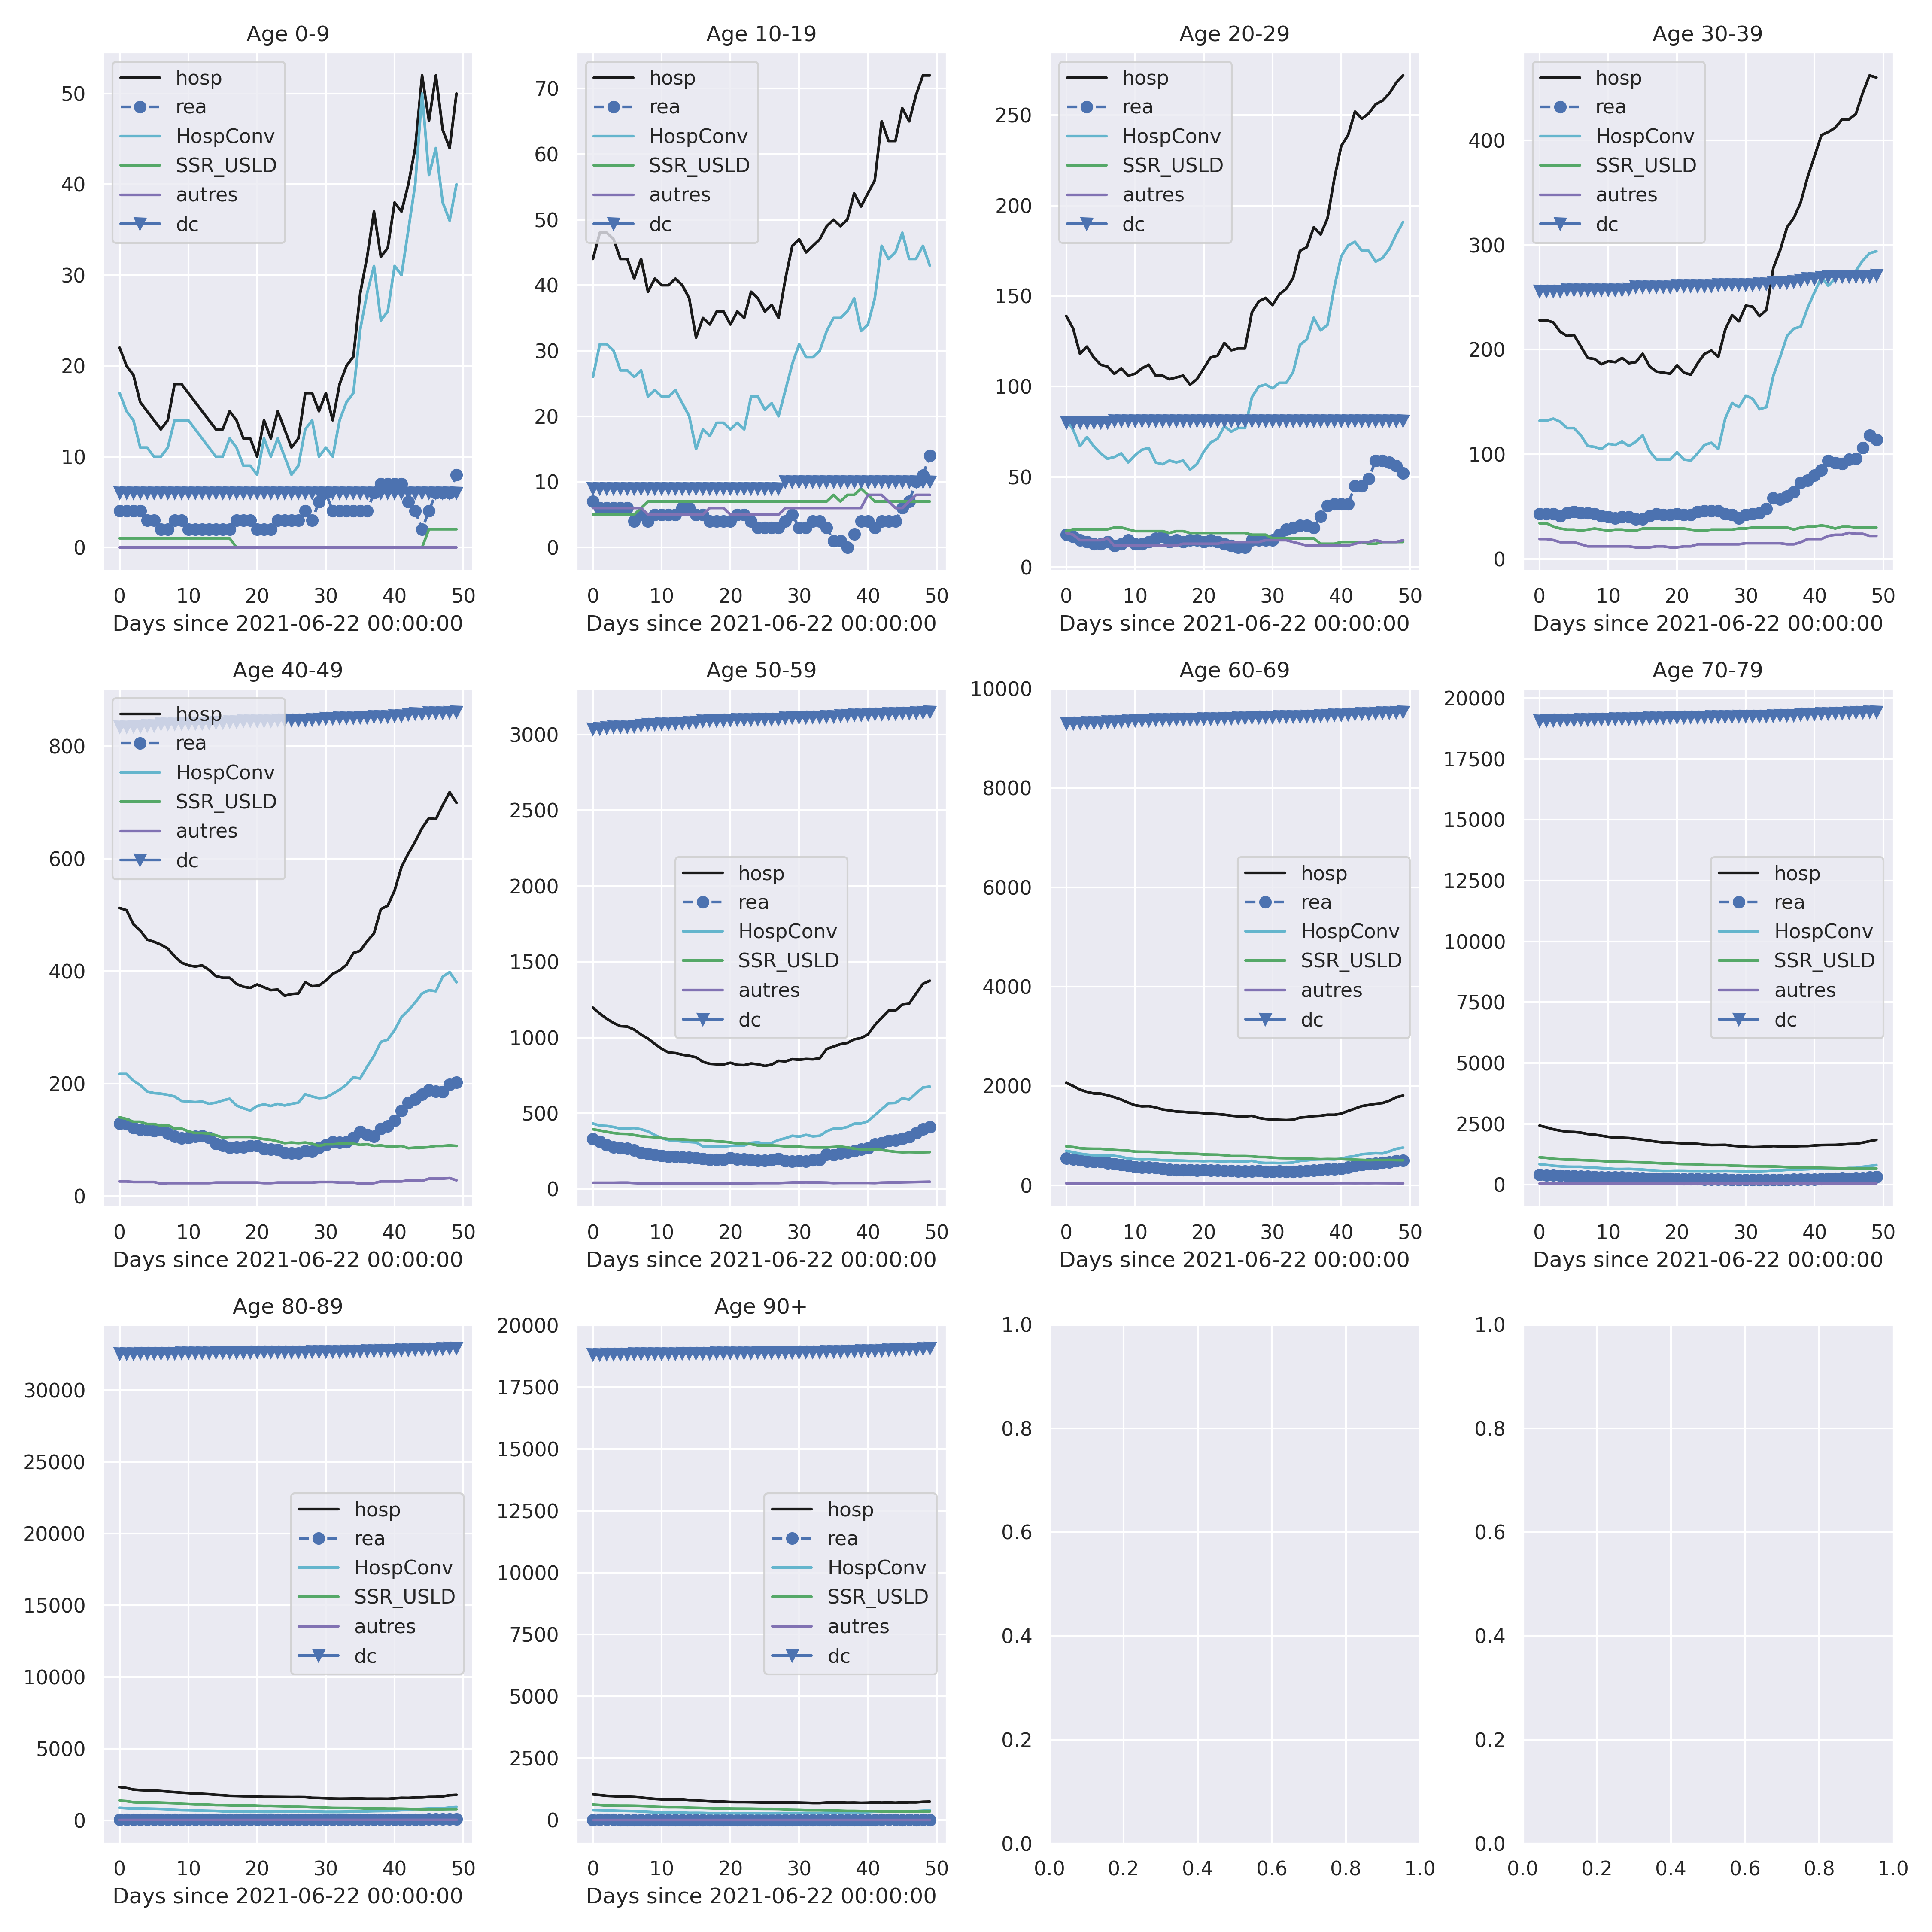 Age 0-9
hosp
rea
HospConv
SSR_USLD
autres
dc
50
40
30
20
10
0
0 10 20 30 40 50
Days since 2021-06-22 00:00:00
Age 10-19
hosp
rea
HospConv
SSR_USLD
autres
dc
70
60
50
40
30
20
10
0
0 10 20 30 40 50
Days since 2021-06-22 00:00:00
Age 20-29
hosp
rea
HospConv
SSR_USLD
autres
dc
250
200
150
100
50
0
0 10 20 30 40 50
Days since 2021-06-22 00:00:00
Age 30-39
hosp
rea
HospConv
SSR_USLD
autres
dc
400
300
200
100
0
0 10 20 30 40 50
Days since 2021-06-22 00:00:00
Age 40-49
hosp
rea
HospConv
SSR_USLD
autres
dc
800
600
400
200
0
0 10 20 30 40 50
Days since 2021-06-22 00:00:00
Age 50-59
hosp
rea
HospConv
SSR_USLD
autres
dc
3000
2500
2000
1500
1000
500
0
0 10 20 30 40 50
Days since 2021-06-22 00:00:00
Age 60-69
hosp
rea
HospConv
SSR_USLD
autres
dc
10000
8000
6000
4000
2000
0
0 10 20 30 40 50
Days since 2021-06-22 00:00:00
Age 70-79
hosp
rea
HospConv
SSR_USLD
autres
dc
20000
17500
15000
12500
10000
7500
5000
2500
0
0 10 20 30 40 50
Days since 2021-06-22 00:00:00
Age 80-89
hosp
rea
HospConv
SSR_USLD
autres
dc
30000
25000
20000
15000
10000
5000
0
0 10 20 30 40 50
Days since 2021-06-22 00:00:00
Age 90+
hosp
rea
HospConv
SSR_USLD
autres
dc
20000
17500
15000
12500
10000
7500
5000
2500
0
0 10 20 30 40 50
Days since 2021-06-22 00:00:00
1.0
0.8
0.6
0.4
0.2
0.0
0.0 0.2 0.4 0.6 0.8 1.0
1.0
0.8
0.6
0.4
0.2
0.0
0.0 0.2 0.4 0.6 0.8 1.0